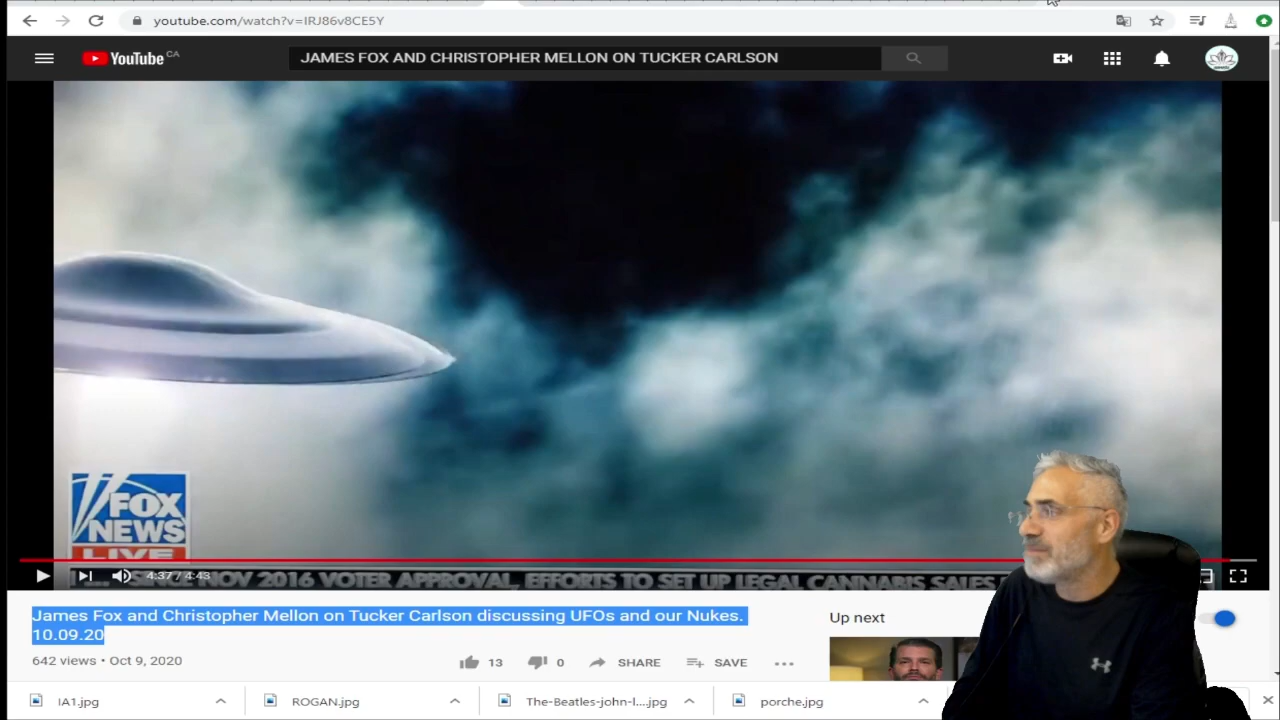 youtube.com/watch?v=IRJ86v8CE5Y
YouTube CA
JAMES FOX AND CHRISTOPHER MELLON ON TUCKER CARLSON
FOX
NEWS
LIVE
4:37 / 4:43
NOV 2016 VOTER APPROVAL, EFFORTS TO SET UP LEGAL CANNABIS SALES
James Fox and Christopher Mellon on Tucker Carlson discussing UFOs and our Nukes.
10.09.20
Up next
642 views • Oct 9, 2020
13
0
SHARE
SAVE
IA1.jpg
ROGAN.jpg
The-Beatles-john-l....jpg
porche.jpg